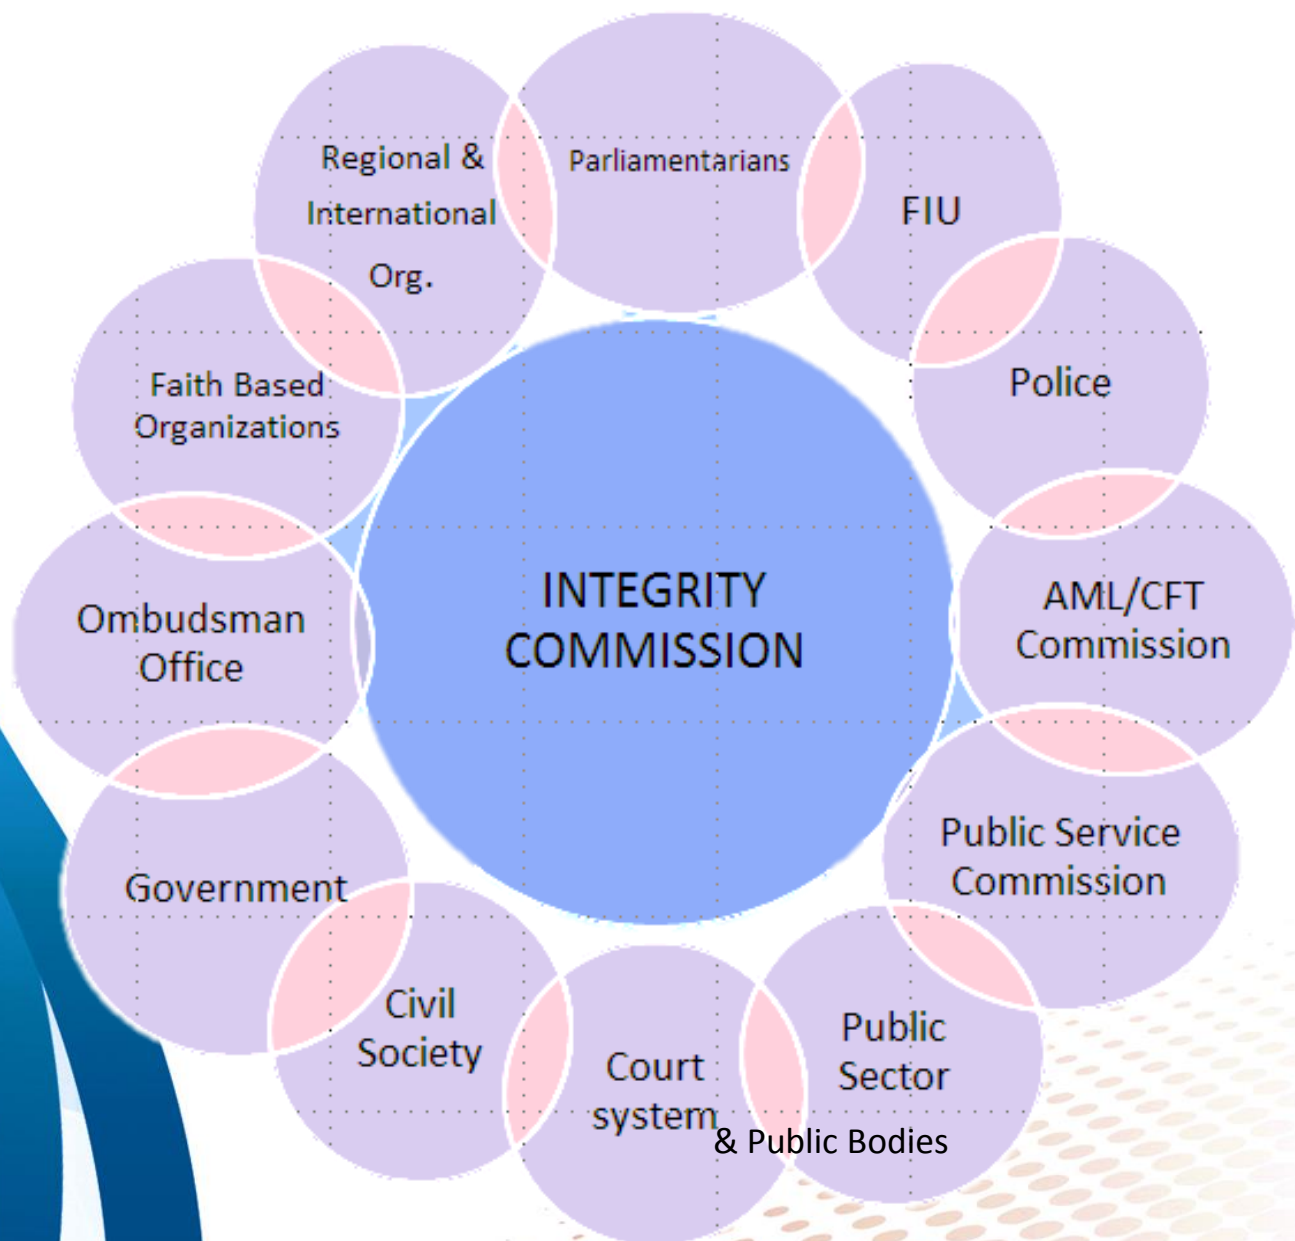 Parliamentarians
FIU
Police
AML/CFT
Commission
Public Service
Commission
Public
Sector
& Public Bodies
Court
system
Civil
Society
Government
Ombudsman
Office
Faith Based
Organizations
Regional &
International
Org.
INTEGRITY
COMMISSION